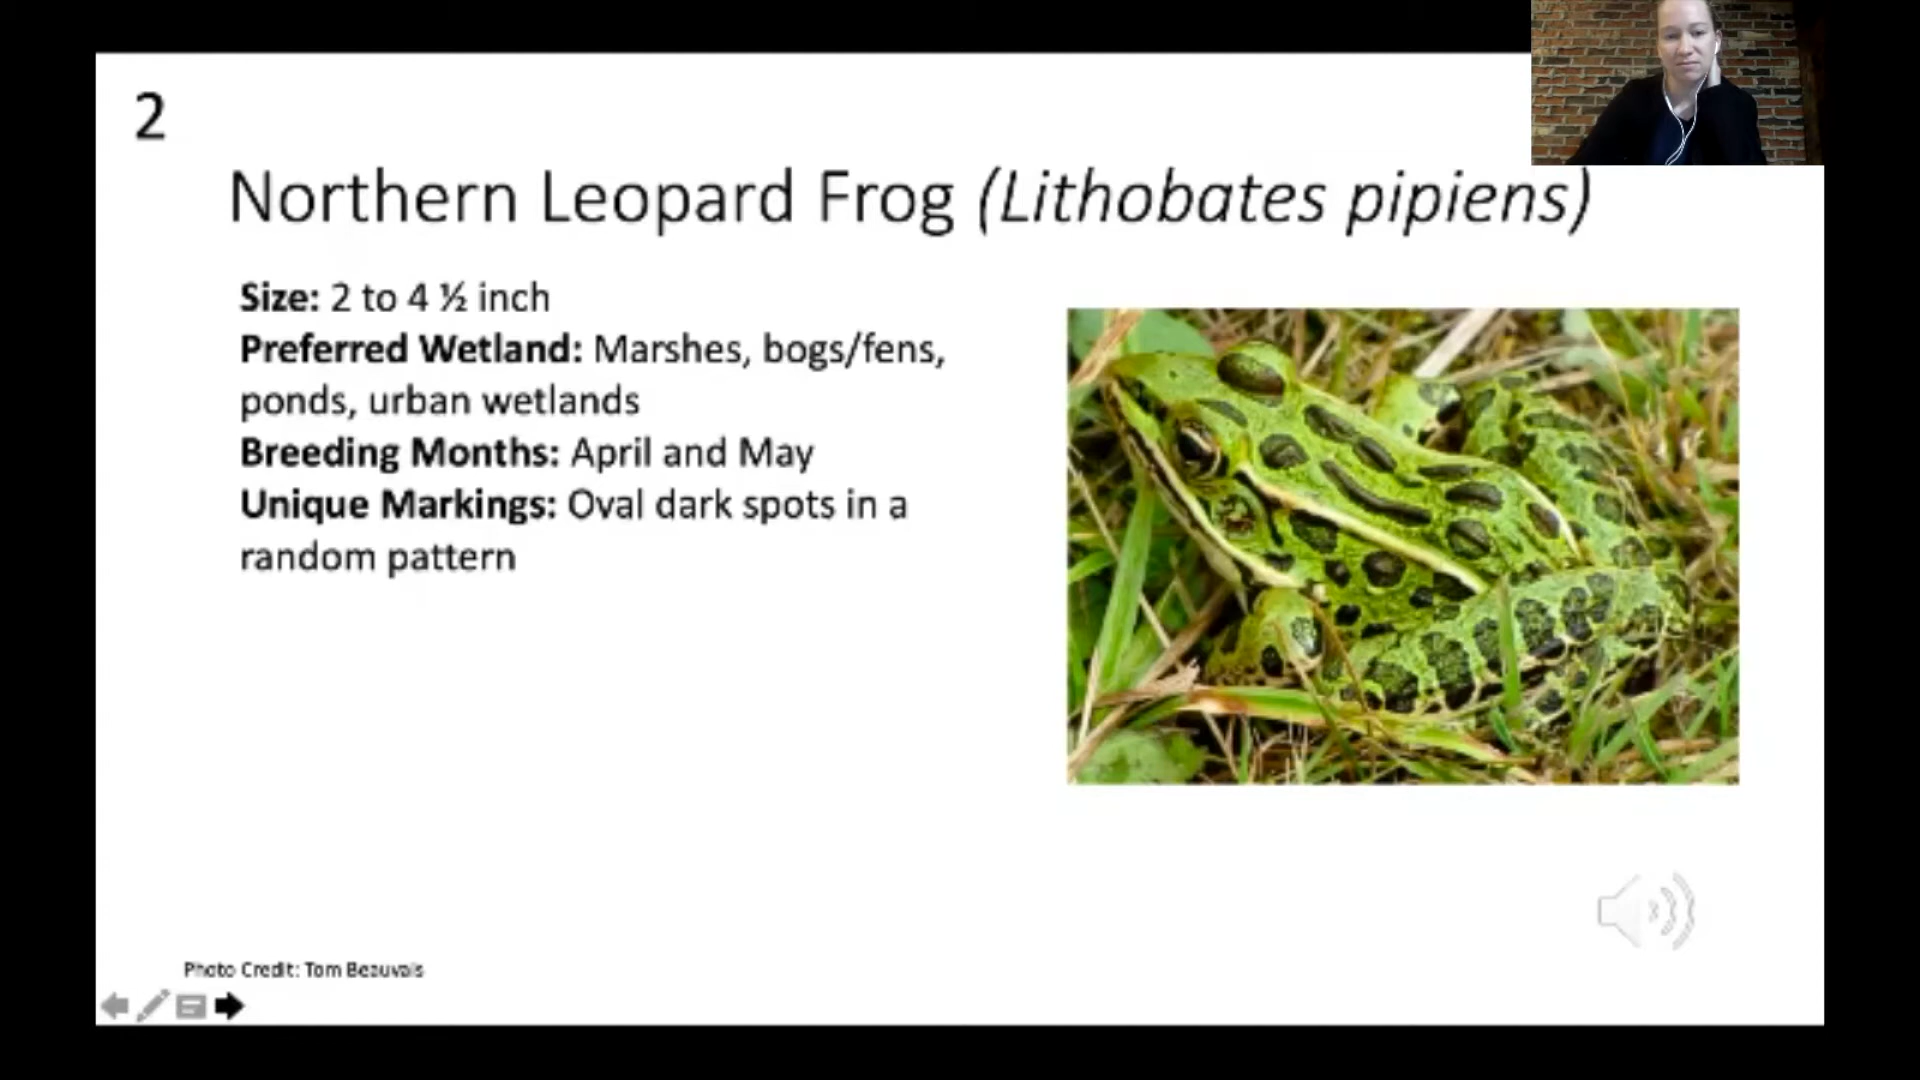 2
Northern Leopard Frog (Lithobates pipiens)
Size: 2 to 4 ½ inch
Preferred Wetland: Marshes, bogs/fens,
ponds, urban wetlands
Breeding Months: April and May
Unique Markings: Oval dark spots in a
random pattern
Photo Credit: Tom Beauvais